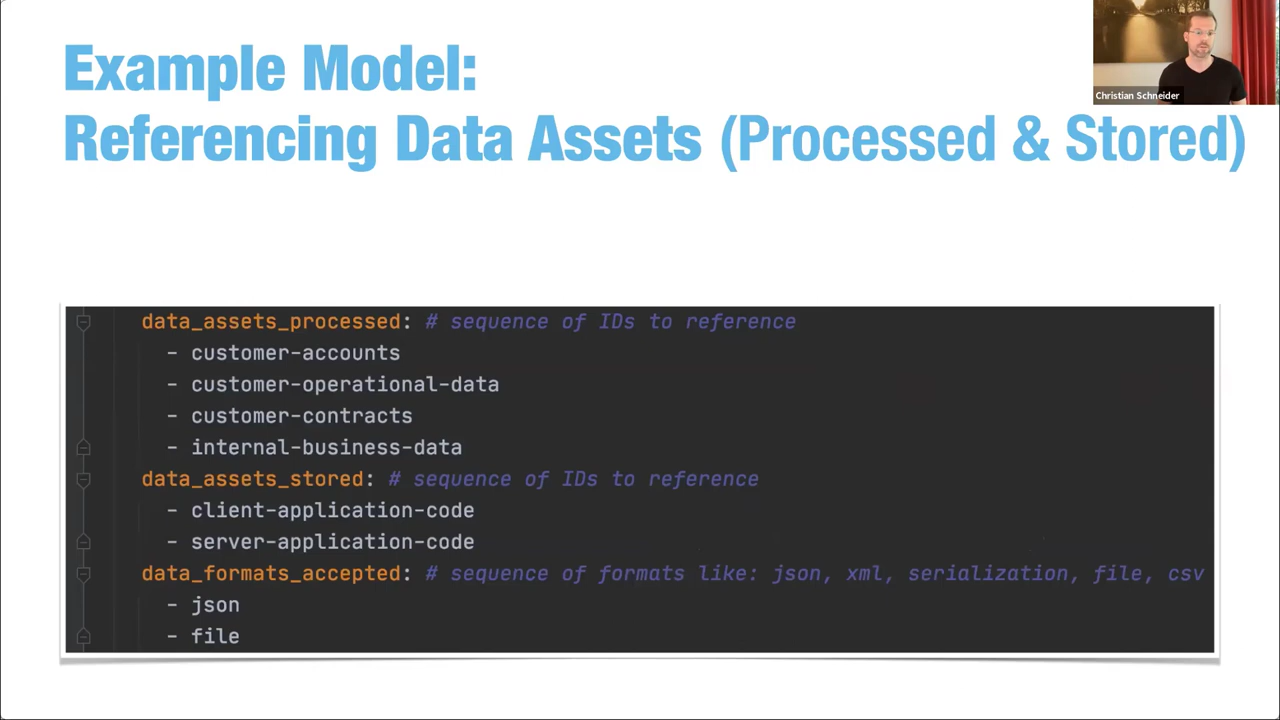 Example Model:
Referencing Data Assets (Processed & Stored)
Christian Schneider
data_assets_processed: # sequence of IDs to reference
- customer-accounts
- customer-operational-data
- customer-contracts
- internal-business-data
data_assets_stored: # sequence of IDs to reference
- client-application-code
- server-application-code
data_formats_accepted: # sequence of formats like: json, xml, serialization, file, csv
- json
- file